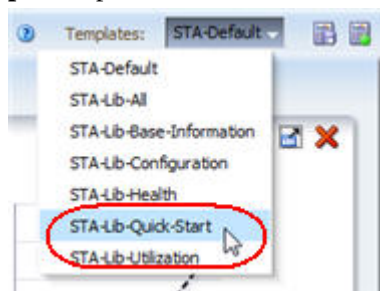 Templates: STA-Default
STA-Default
STA-Lib-All
STA-Lib-Base-Information
STA-Lib-Configuration
STA-Lib-Health
STA-Lib-Quick-Start
STA-Lib-Utilization